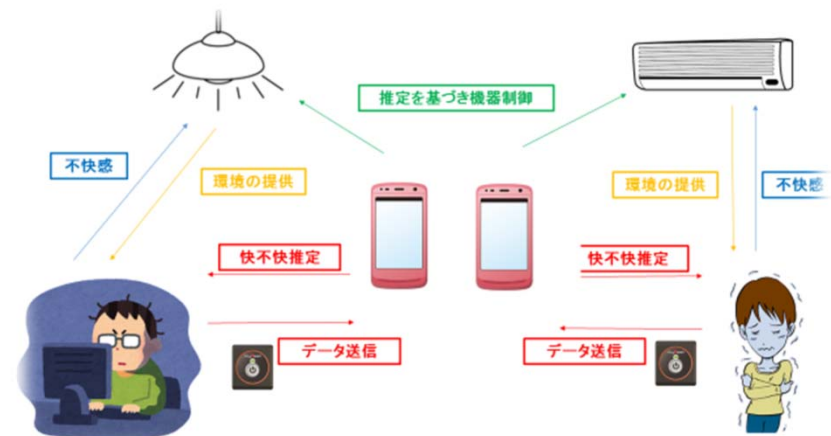 推定を基づき機器制御
不快感
環境の提供
環境の提供
不快感
快不快推定
快不快推定
データ送信
データ送信